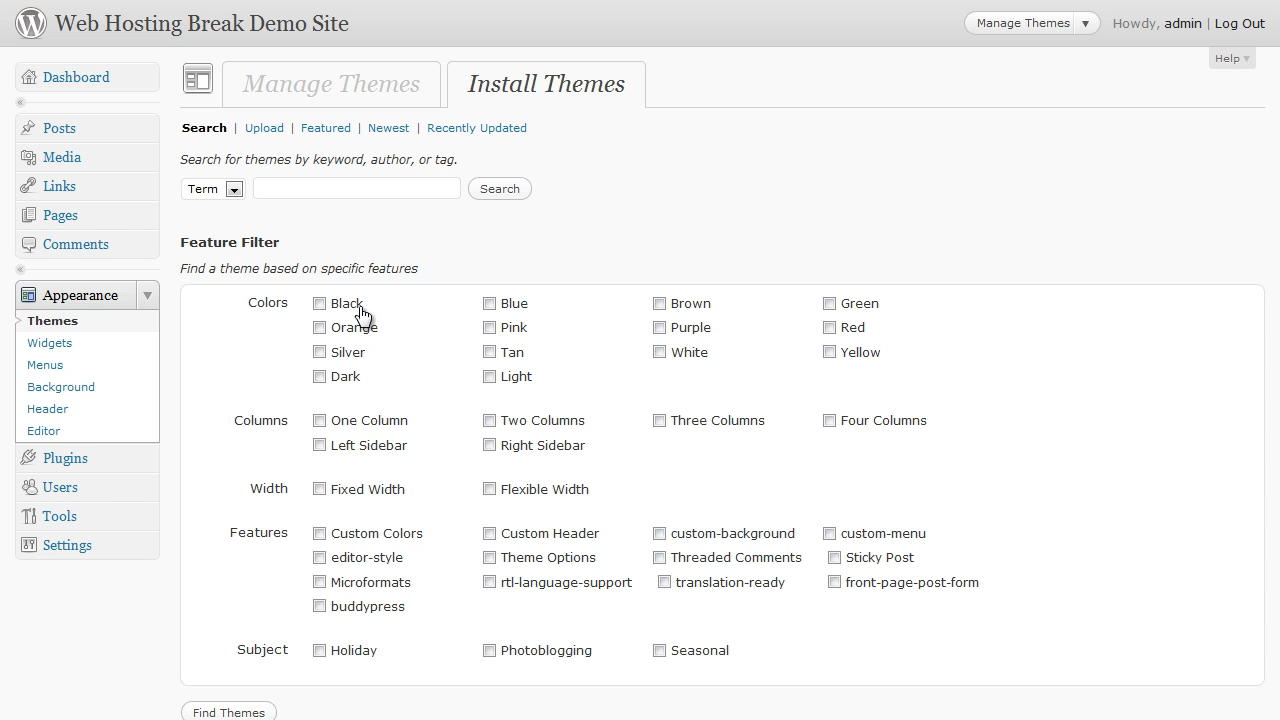 Web Hosting Break Demo Site
Manage Themes
Howdy, admin | Log Out
Help
Dashboard
Posts
Media
Links
Pages
Comments
Appearance
Themes
Widgets
Menus
Background
Header
Editor
Plugins
Users
Tools
Settings
Manage Themes
Install Themes
Search | Upload | Featured | Newest | Recently Updated
Search for themes by keyword, author, or tag.
Term
Search
Feature Filter
Find a theme based on specific features
Colors Black Blue Brown Green
Orange Pink Purple Red
Silver Tan White Yellow
Dark Light
Columns One Column Two Columns Three Columns Four Columns
Left Sidebar Right Sidebar
Width Fixed Width Flexible Width
Features Custom Colors Custom Header custom-background custom-menu
editor-style Theme Options Threaded Comments Sticky Post
Microformats rtl-language-support translation-ready front-page-post-form
buddypress
Subject Holiday Photoblogging Seasonal
Find Themes